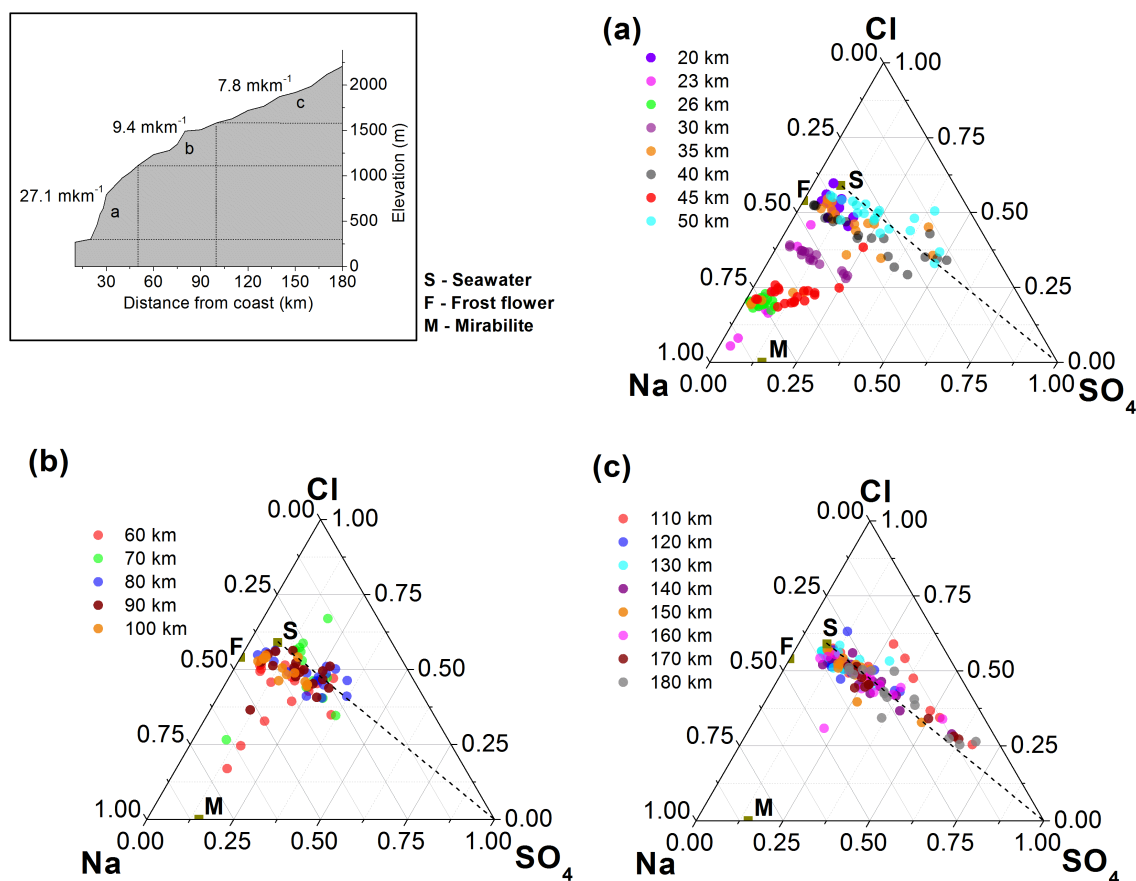 7.8 mkm-1
9.4 mkm-1
27.1 mkm-1
a
b
c
2000
1500
1000
500
0
Elevation (m)
30 60 90 120 150 180
Distance from coast (km)
S - Seawater
F - Frost flower
M - Mirabilite
(a)
20 km
23 km
26 km
30 km
35 km
40 km
45 km
50 km
Cl
0.00 1.00
0.25 0.75
F S
0.50 0.50
0.75 0.25
M
1.00 0.00
Na 0.00 0.25 0.50 0.75 1.00 SO4
(b)
60 km
70 km
80 km
90 km
100 km
Cl
0.00 1.00
0.25 0.75
F S
0.50 0.50
0.75 0.25
M
1.00 0.00
0.00 0.25 0.50 0.75 1.00
Na SO4
(c)
110 km
120 km
130 km
140 km
150 km
160 km
170 km
180 km
Cl
0.00 1.00
0.25 0.75
F S
0.50 0.50
0.75 0.25
M
1.00 0.00
0.00 0.25 0.50 0.75 1.00
Na SO4